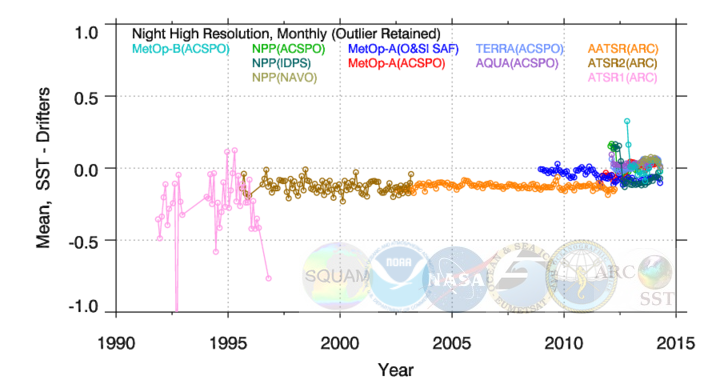 Night High Resolution, Monthly (Outlier Retained)
MetOp-B(ACSPO) NPP(ACSPO) MetOp-A(O&SI SAF) TERRA(ACSPO) AATSR(ARC)
NPP(IDPS) MetOp-A(ACSPO) AQUA(ACSPO) ATSR2(ARC)
NPP(NAVO) ATSR1(ARC)
1.0
0.5
0.0
-0.5
-1.0
Mean, SST - Drifters
SQUAM
NOAA
NASA
EUMETSAT
ARC
SST
1990 1995 2000 2005 2010 2015
Year